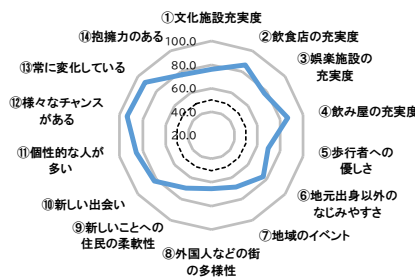 ①文化施設充実度
②飲食店の充実度
③娯楽施設の
充実度
④飲み屋の充実度
⑤歩行者への
優しさ
⑥地元出身以外の
なじみやすさ
⑦地域のイベント
⑧外国人などの街
の多様性
⑨新しいことへの
住民の柔軟性
⑩新しい出会い
⑪個性的な人が
多い
⑫様々なチャンス
がある
⑬常に変化している
⑭抱擁力のある
100.0
80.0
60.0
40.0
20.0